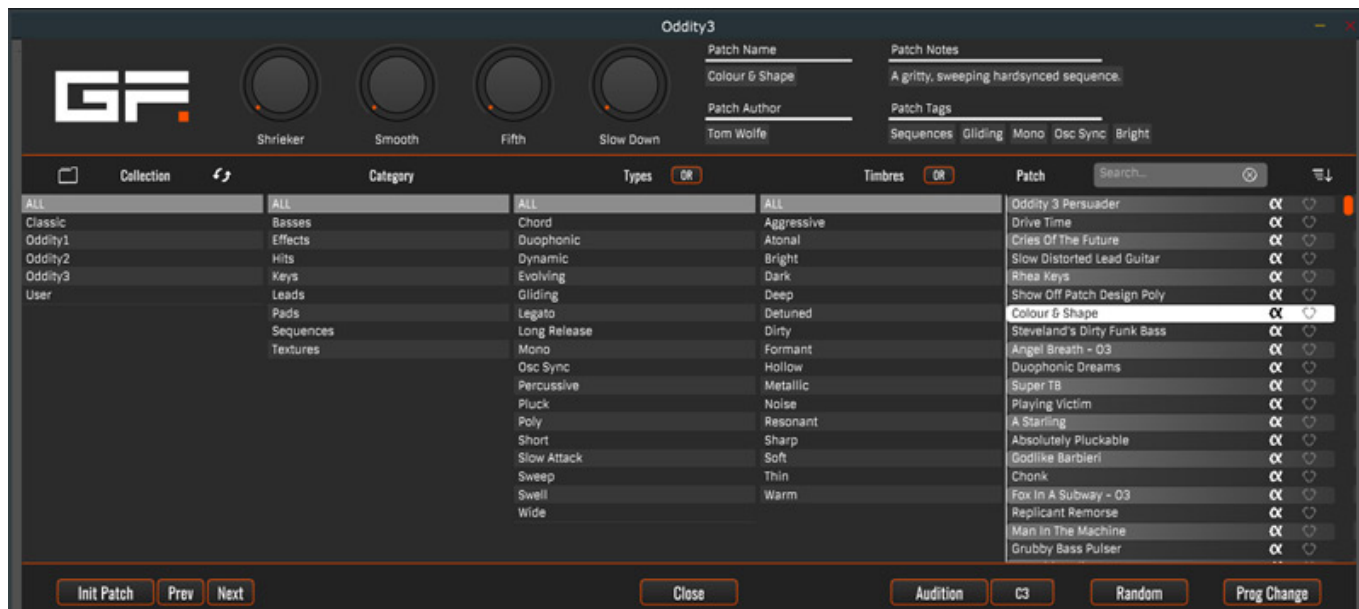 Oddity3
GF.
Shrieker
Smooth
Fifth
Slow Down
Patch Name
Colour & Shape
Patch Author
Tom Wolfe
Patch Notes
A gritty, sweeping hardsynced sequence.
Patch Tags
Sequences Gliding Mono Osc Sync Bright
Collection
Category
Types OR
Timbres OR
Patch
Search...
ALL
Classic
Oddity1
Oddity2
Oddity3
User
ALL
Basses
Effects
Hits
Keys
Leads
Pads
Sequences
Textures
ALL
Chord
Duophonic
Dynamic
Evolving
Gliding
Legato
Long Release
Mono
Osc Sync
Percussive
Pluck
Poly
Short
Slow Attack
Sweep
Swell
Wide
ALL
Aggressive
Atonal
Bright
Dark
Deep
Detuned
Dirty
Formant
Hollow
Metallic
Noise
Resonant
Sharp
Soft
Thin
Warm
Oddity 3 Persuader α
Drive Time α
Cries Of The Future α
Slow Distorted Lead Guitar α
Rhea Keys α
Show Off Patch Design Poly α
Colour & Shape α
Steveland's Dirty Funk Bass α
Angel Breath - O3 α
Duophonic Dreams α
Super TB α
Playing Victim α
A Starling α
Absolutely Pluckable α
Godlike Barbieri α
Chonk α
Fox In A Subway - O3 α
Replicant Remorse α
Man In The Machine α
Grubby Bass Pulser α
Init Patch
Prev
Next
Close
Audition
C3
Random
Prog Change